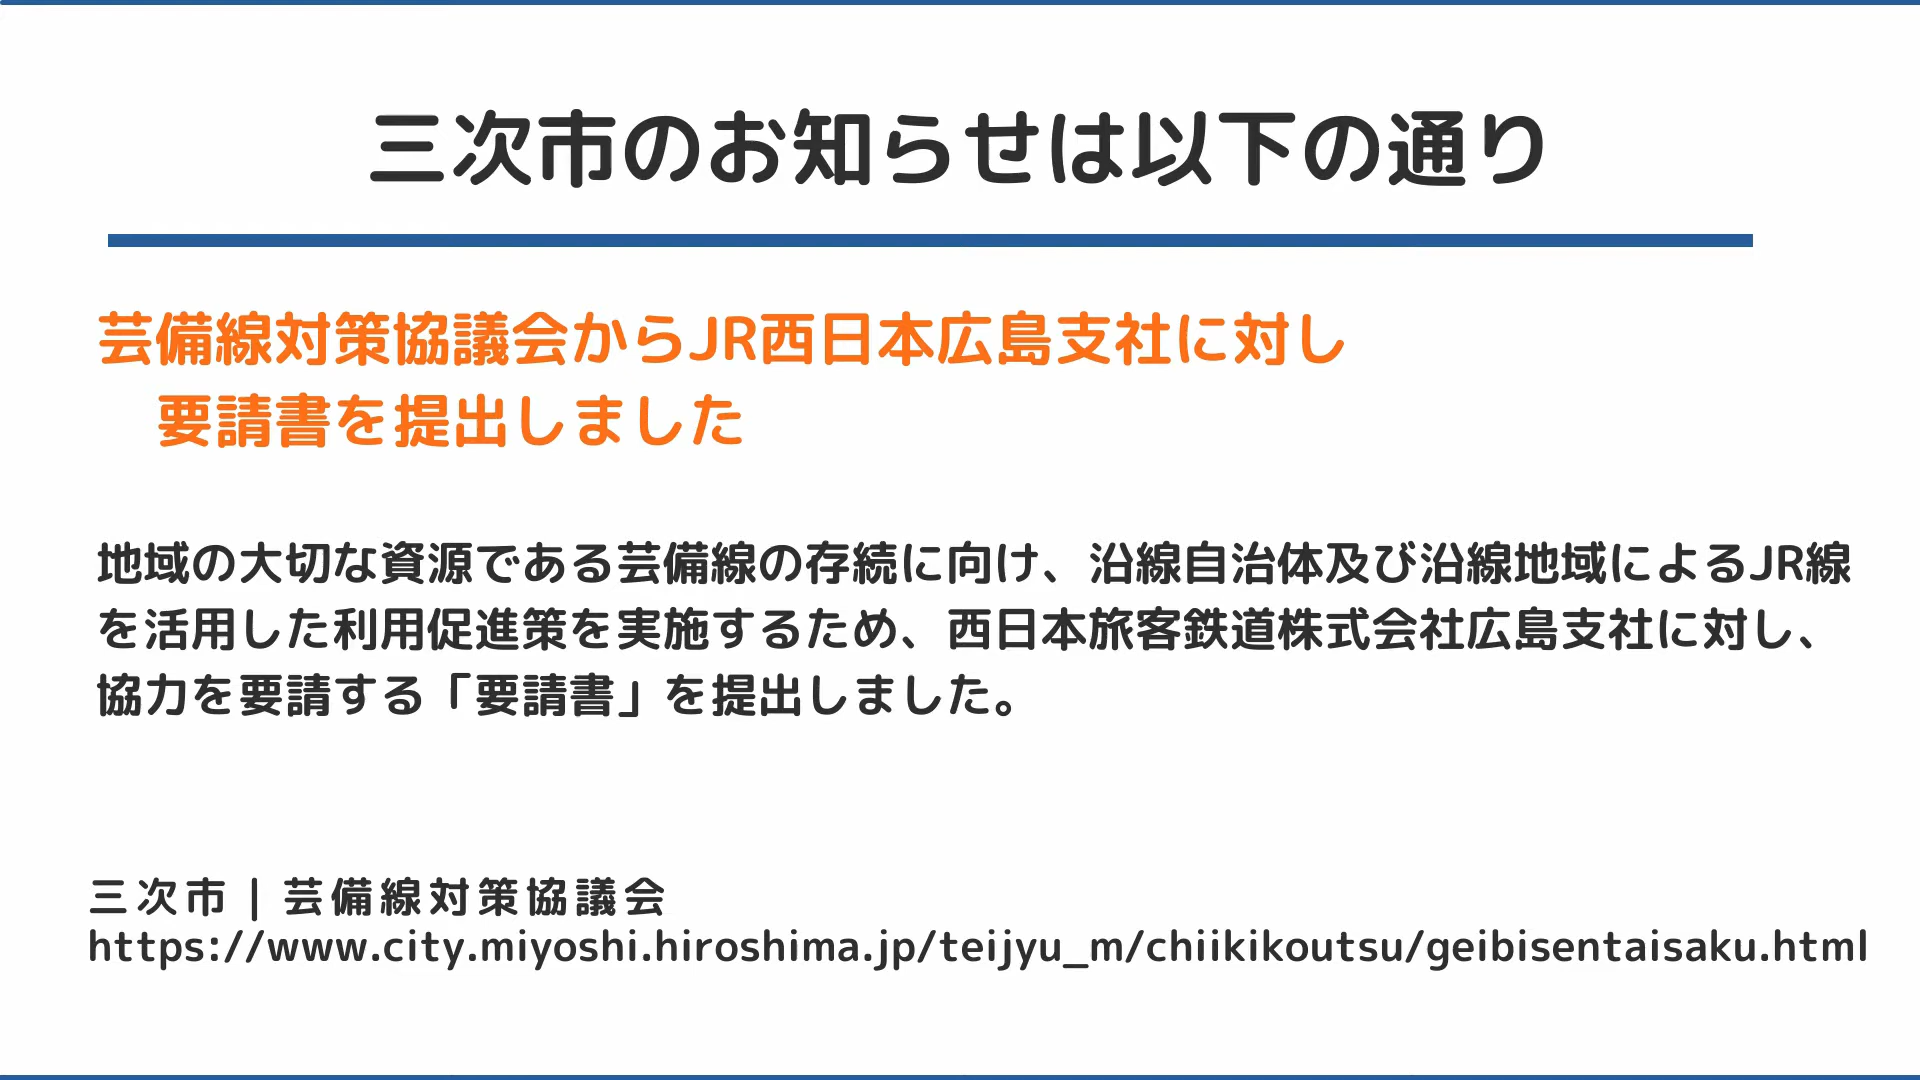 三次市のお知らせは以下の通り
芸備線対策協議会からJR西日本広島支社に対し
要請書を提出しました
地域の大切な資源である芸備線の存続に向け、沿線自治体及び沿線地域によるJR線
を活用した利用促進策を実施するため、西日本旅客鉄道株式会社広島支社に対し、
協力を要請する「要請書」を提出しました。
三次市 | 芸備線対策協議会
https://www.city.miyoshi.hiroshima.jp/teijyu_m/chiikikoutsu/geibisentaisaku.html